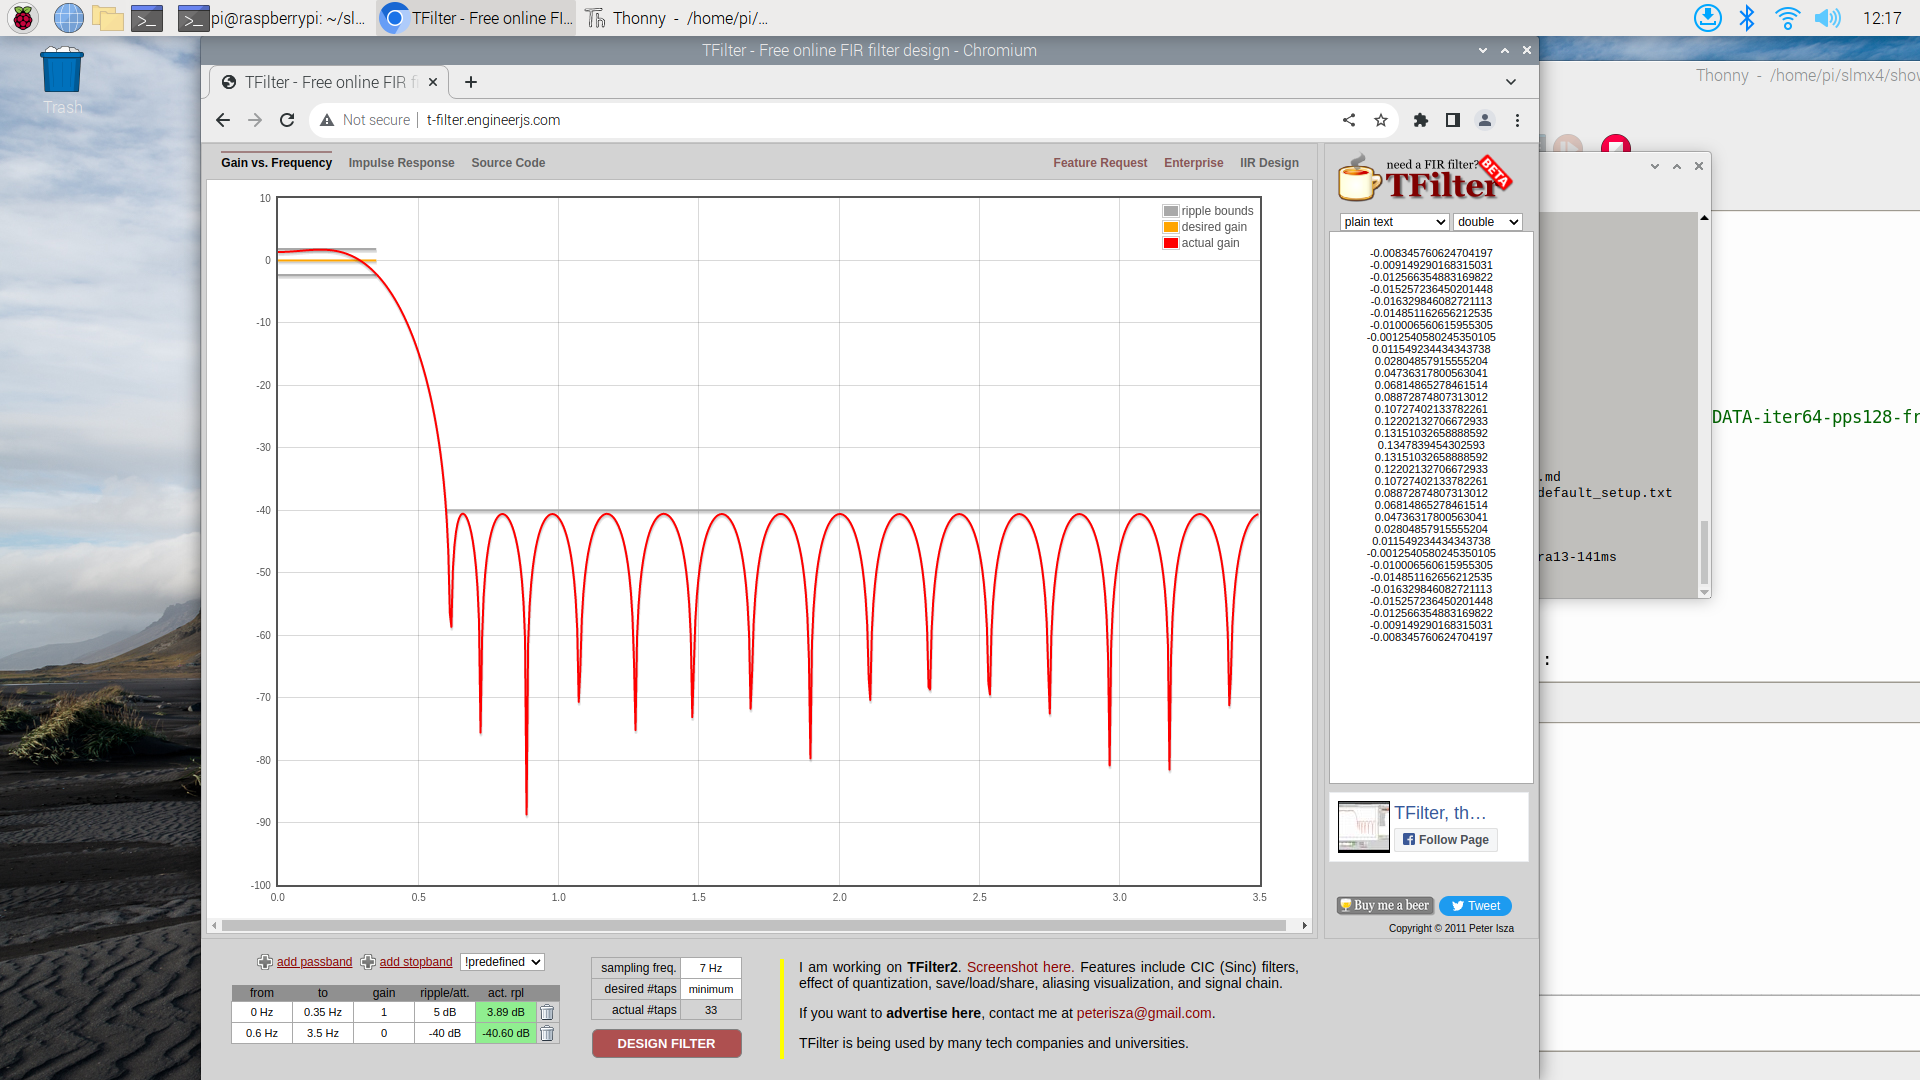 pi@raspberrypi: ~/sl...
TFilter - Free online FI...
Th Thonny - /home/pi/...
12:17
Trash
TFilter - Free online FIR filter design - Chromium
TFilter - Free online FIR f
Thonny - /home/pi/slmx4/show
Not secure
t-filter.engineerjs.com
Gain vs. Frequency
Impulse Response
Source Code
Feature Request
Enterprise
IIR Design
need a FIR filter?
TFilter
BETA
plain text
double
ripple bounds
desired gain
actual gain
10
0
-10
-20
-30
-40
-50
-60
-70
-80
-90
-100
0.0
0.5
1.0
1.5
2.0
2.5
3.0
3.5
-0.008345760624704197
-0.009149290168315031
-0.012566354883169822
-0.015257236450201448
-0.016329846082721113
-0.014851162656212535
-0.010006560615955305
-0.0012540580245350105
0.011549234434343738
0.02804857915555204
0.04736317800563041
0.06814865278461514
0.08872874807313012
0.10727402133782261
0.12202132706672933
0.13151032658888592
0.1347839454302593
0.13151032658888592
0.12202132706672933
0.10727402133782261
0.08872874807313012
0.06814865278461514
0.04736317800563041
0.02804857915555204
0.011549234434343738
-0.0012540580245350105
-0.010006560615955305
-0.014851162656212535
-0.016329846082721113
-0.015257236450201448
-0.012566354883169822
-0.009149290168315031
-0.008345760624704197
DATA-iter64-pps128-fr
.md
default_setup.txt
ra13-141ms
:
TFilter, th...
Follow Page
Buy me a beer
Tweet
Copyright © 2011 Peter Isza
add passband
add stopband
!predefined
from to gain ripple/att. act. rpl
0 Hz 0.35 Hz 1 5 dB 3.89 dB
0.6 Hz 3.5 Hz 0 -40 dB -40.60 dB
sampling freq. 7 Hz
desired #taps minimum
actual #taps 33
DESIGN FILTER
I am working on TFilter2. Screenshot here. Features include CIC (Sinc) filters,
effect of quantization, save/load/share, aliasing visualization, and signal chain.
If you want to advertise here, contact me at peterisza@gmail.com.
TFilter is being used by many tech companies and universities.